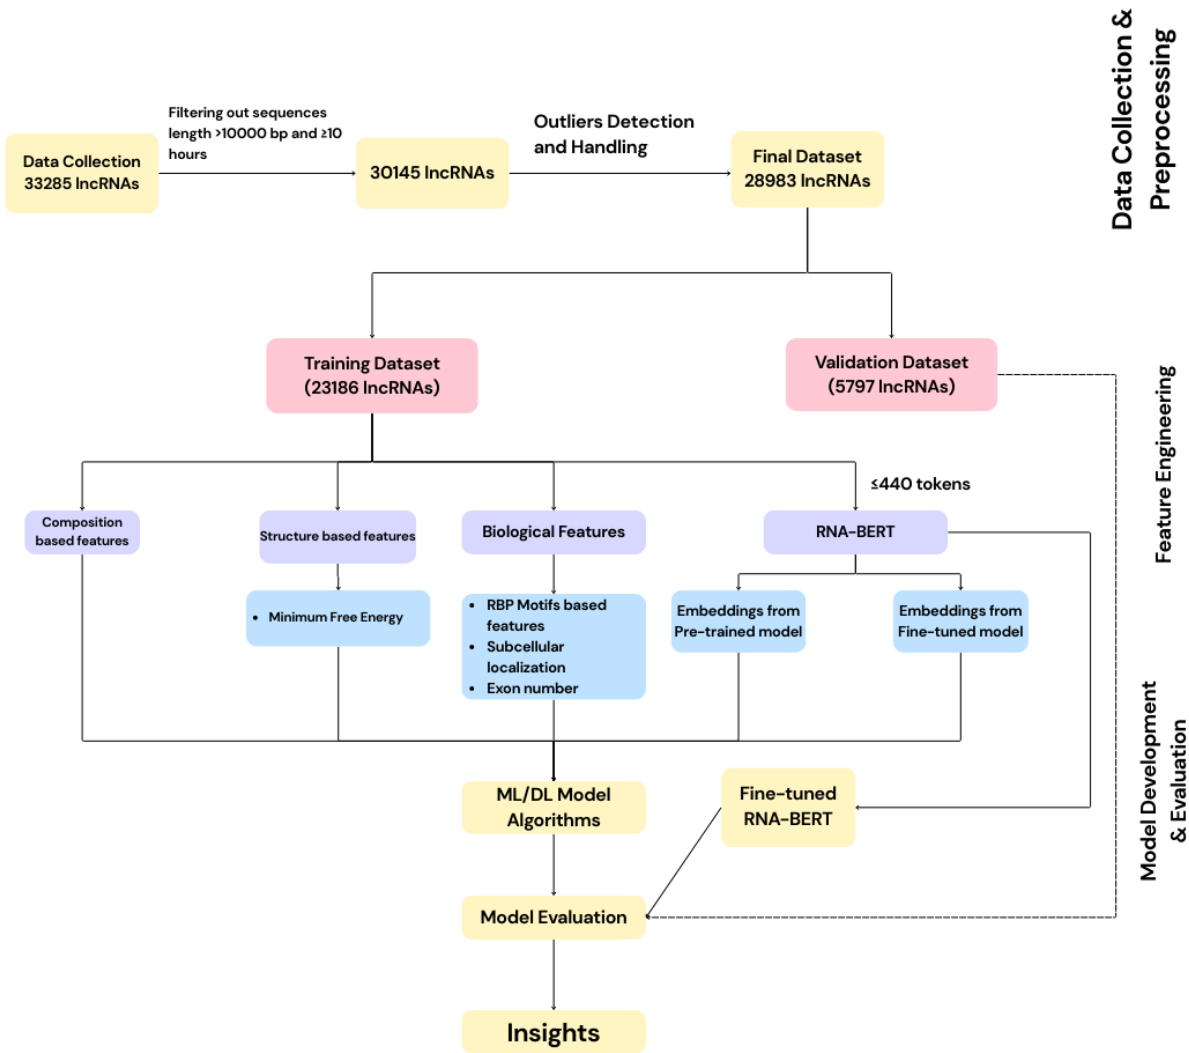 Data Collection &
Preprocessing
Filtering out sequences
length >10000 bp and ≥10
hours
Outliers Detection
and Handling
Data Collection
33285 lncRNAs
30145 lncRNAs
Final Dataset
28983 lncRNAs
Training Dataset
(23186 lncRNAs)
Validation Dataset
(5797 lncRNAs)
Feature Engineering
≤440 tokens
Composition
based features
Structure based features
Biological Features
RNA-BERT
• Minimum Free Energy
• RBP Motifs based
features
• Subcellular
localization
• Exon number
Embeddings from
Pre-trained model
Embeddings from
Fine-tuned model
Model Development
& Evaluation
ML/DL Model
Algorithms
Fine-tuned
RNA-BERT
Model Evaluation
Insights